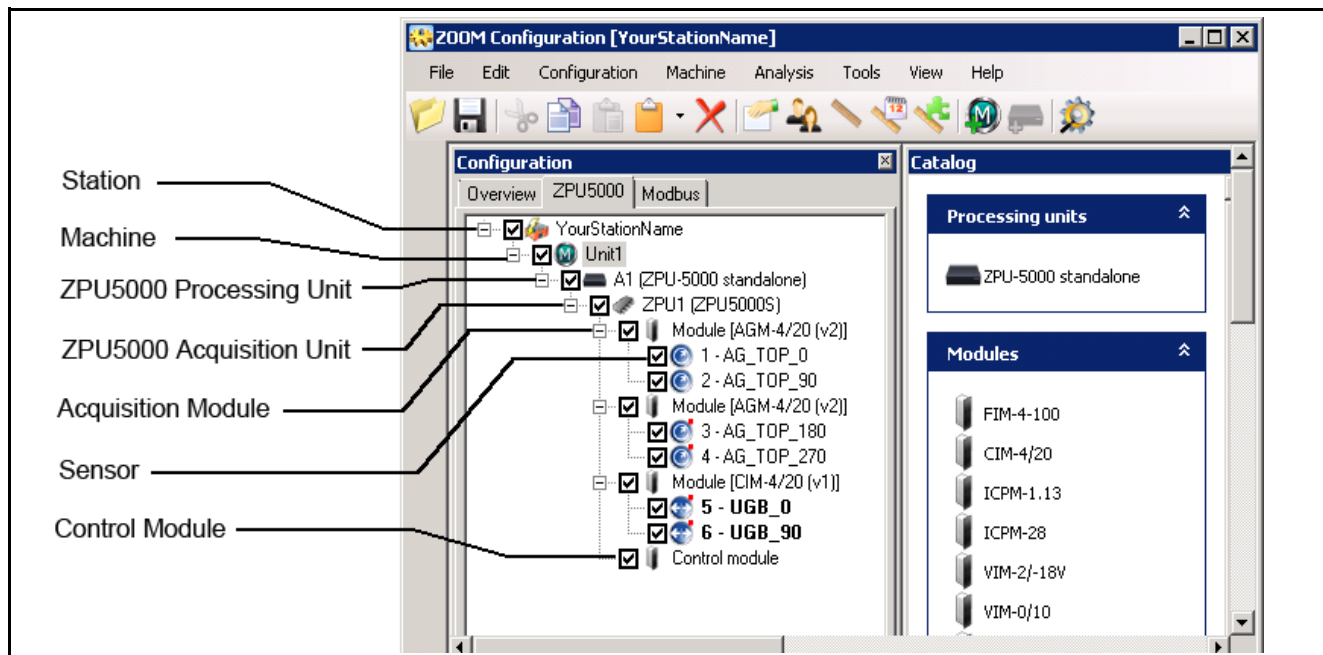 ZOOM Configuration [YourStationName]
File Edit Configuration Machine Analysis Tools View Help
12
M
Station
Machine
ZPU5000 Processing Unit
ZPU5000 Acquisition Unit
Acquisition Module
Sensor
Control Module
Configuration
Overview ZPU5000 Modbus
YourStationName
M Unit1
A1 (ZPU-5000 standalone)
ZPU1 (ZPU5000S)
Module [AGM-4/20 (v2)]
1 - AG_TOP_0
2 - AG_TOP_90
Module [AGM-4/20 (v2)]
3 - AG_TOP_180
4 - AG_TOP_270
Module [CIM-4/20 (v1)]
5 - UGB_0
6 - UGB_90
Control module
Catalog
Processing units
ZPU-5000 standalone
Modules
FIM-4-100
CIM-4/20
ICPM-1.13
ICPM-28
VIM-2/-18V
VIM-0/10